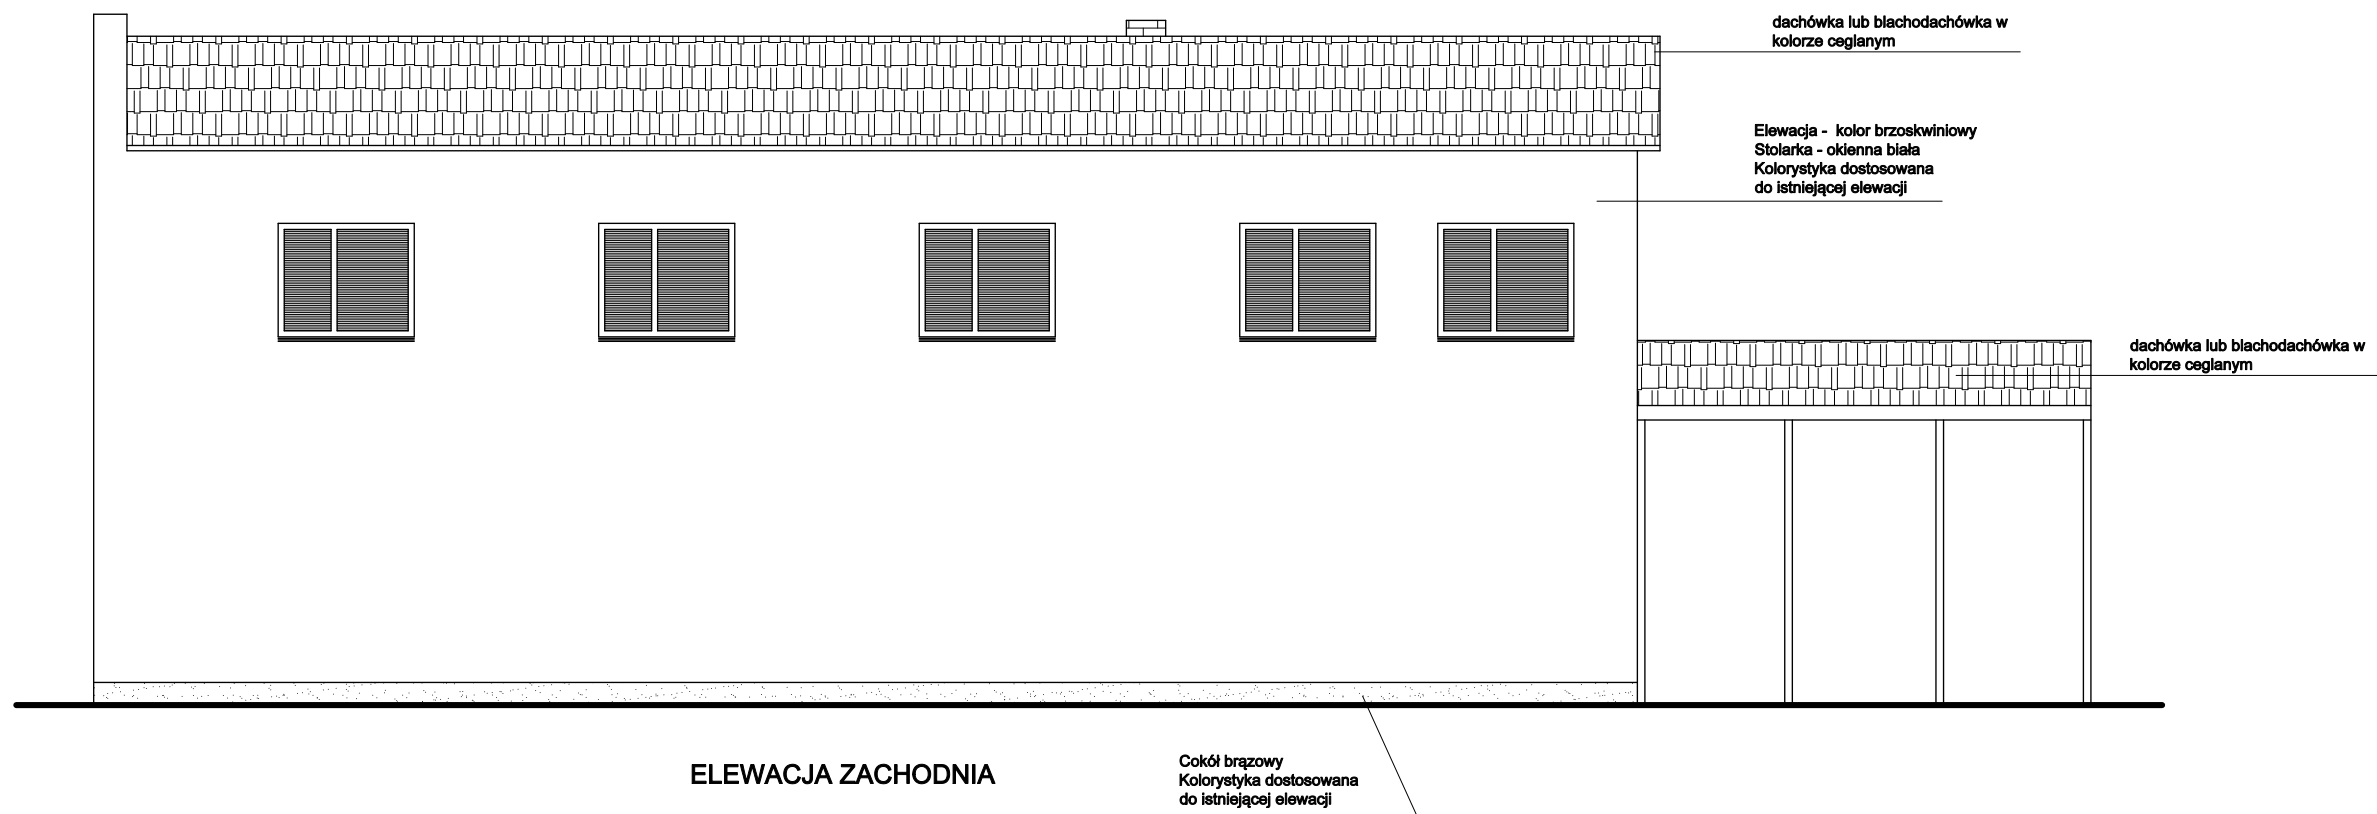 dachówka lub blachodachówka w
kolorze ceglanym
Elewacja - kolor brzoskwiniowy
Stolarka - okienna biała
Kolorystyka dostosowana
do istniejącej elewacji
dachówka lub blachodachówka w
kolorze ceglanym
ELEWACJA ZACHODNIA
Cokół brązowy
Kolorystyka dostosowana
do istniejącej elewacji